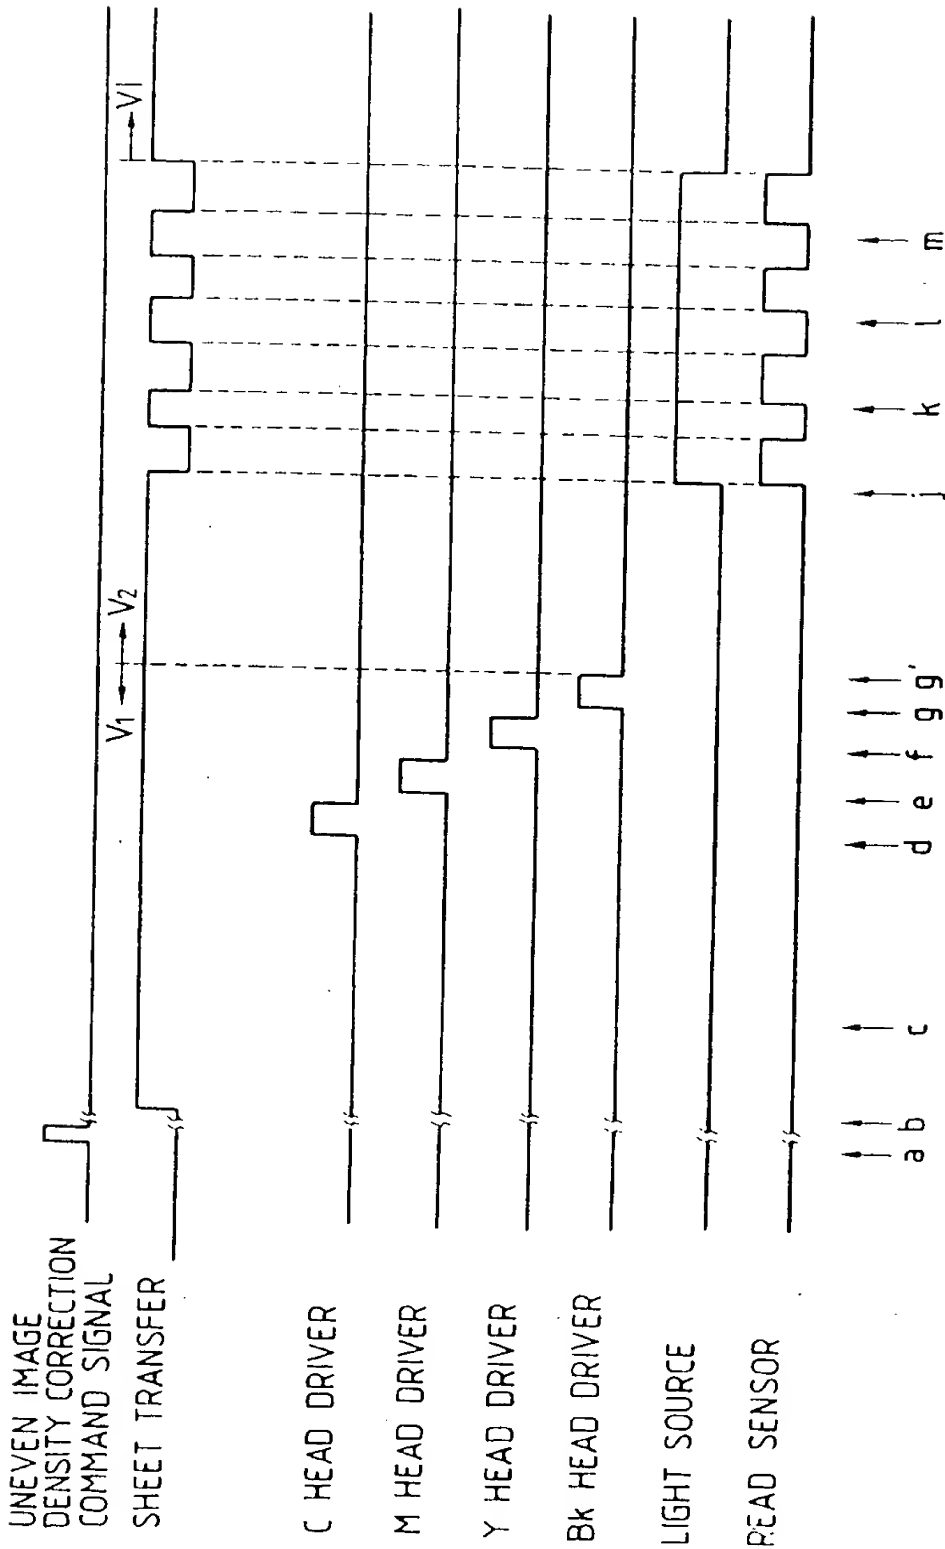 UNEVEN IMAGE
DENSITY CORRECTION
COMMAND SIGNAL
SHEET TRANSFER
V1 V2
V1
C HEAD DRIVER
M HEAD DRIVER
Y HEAD DRIVER
Bk HEAD DRIVER
LIGHT SOURCE
READ SENSOR
a b c d e f g g' j k l m